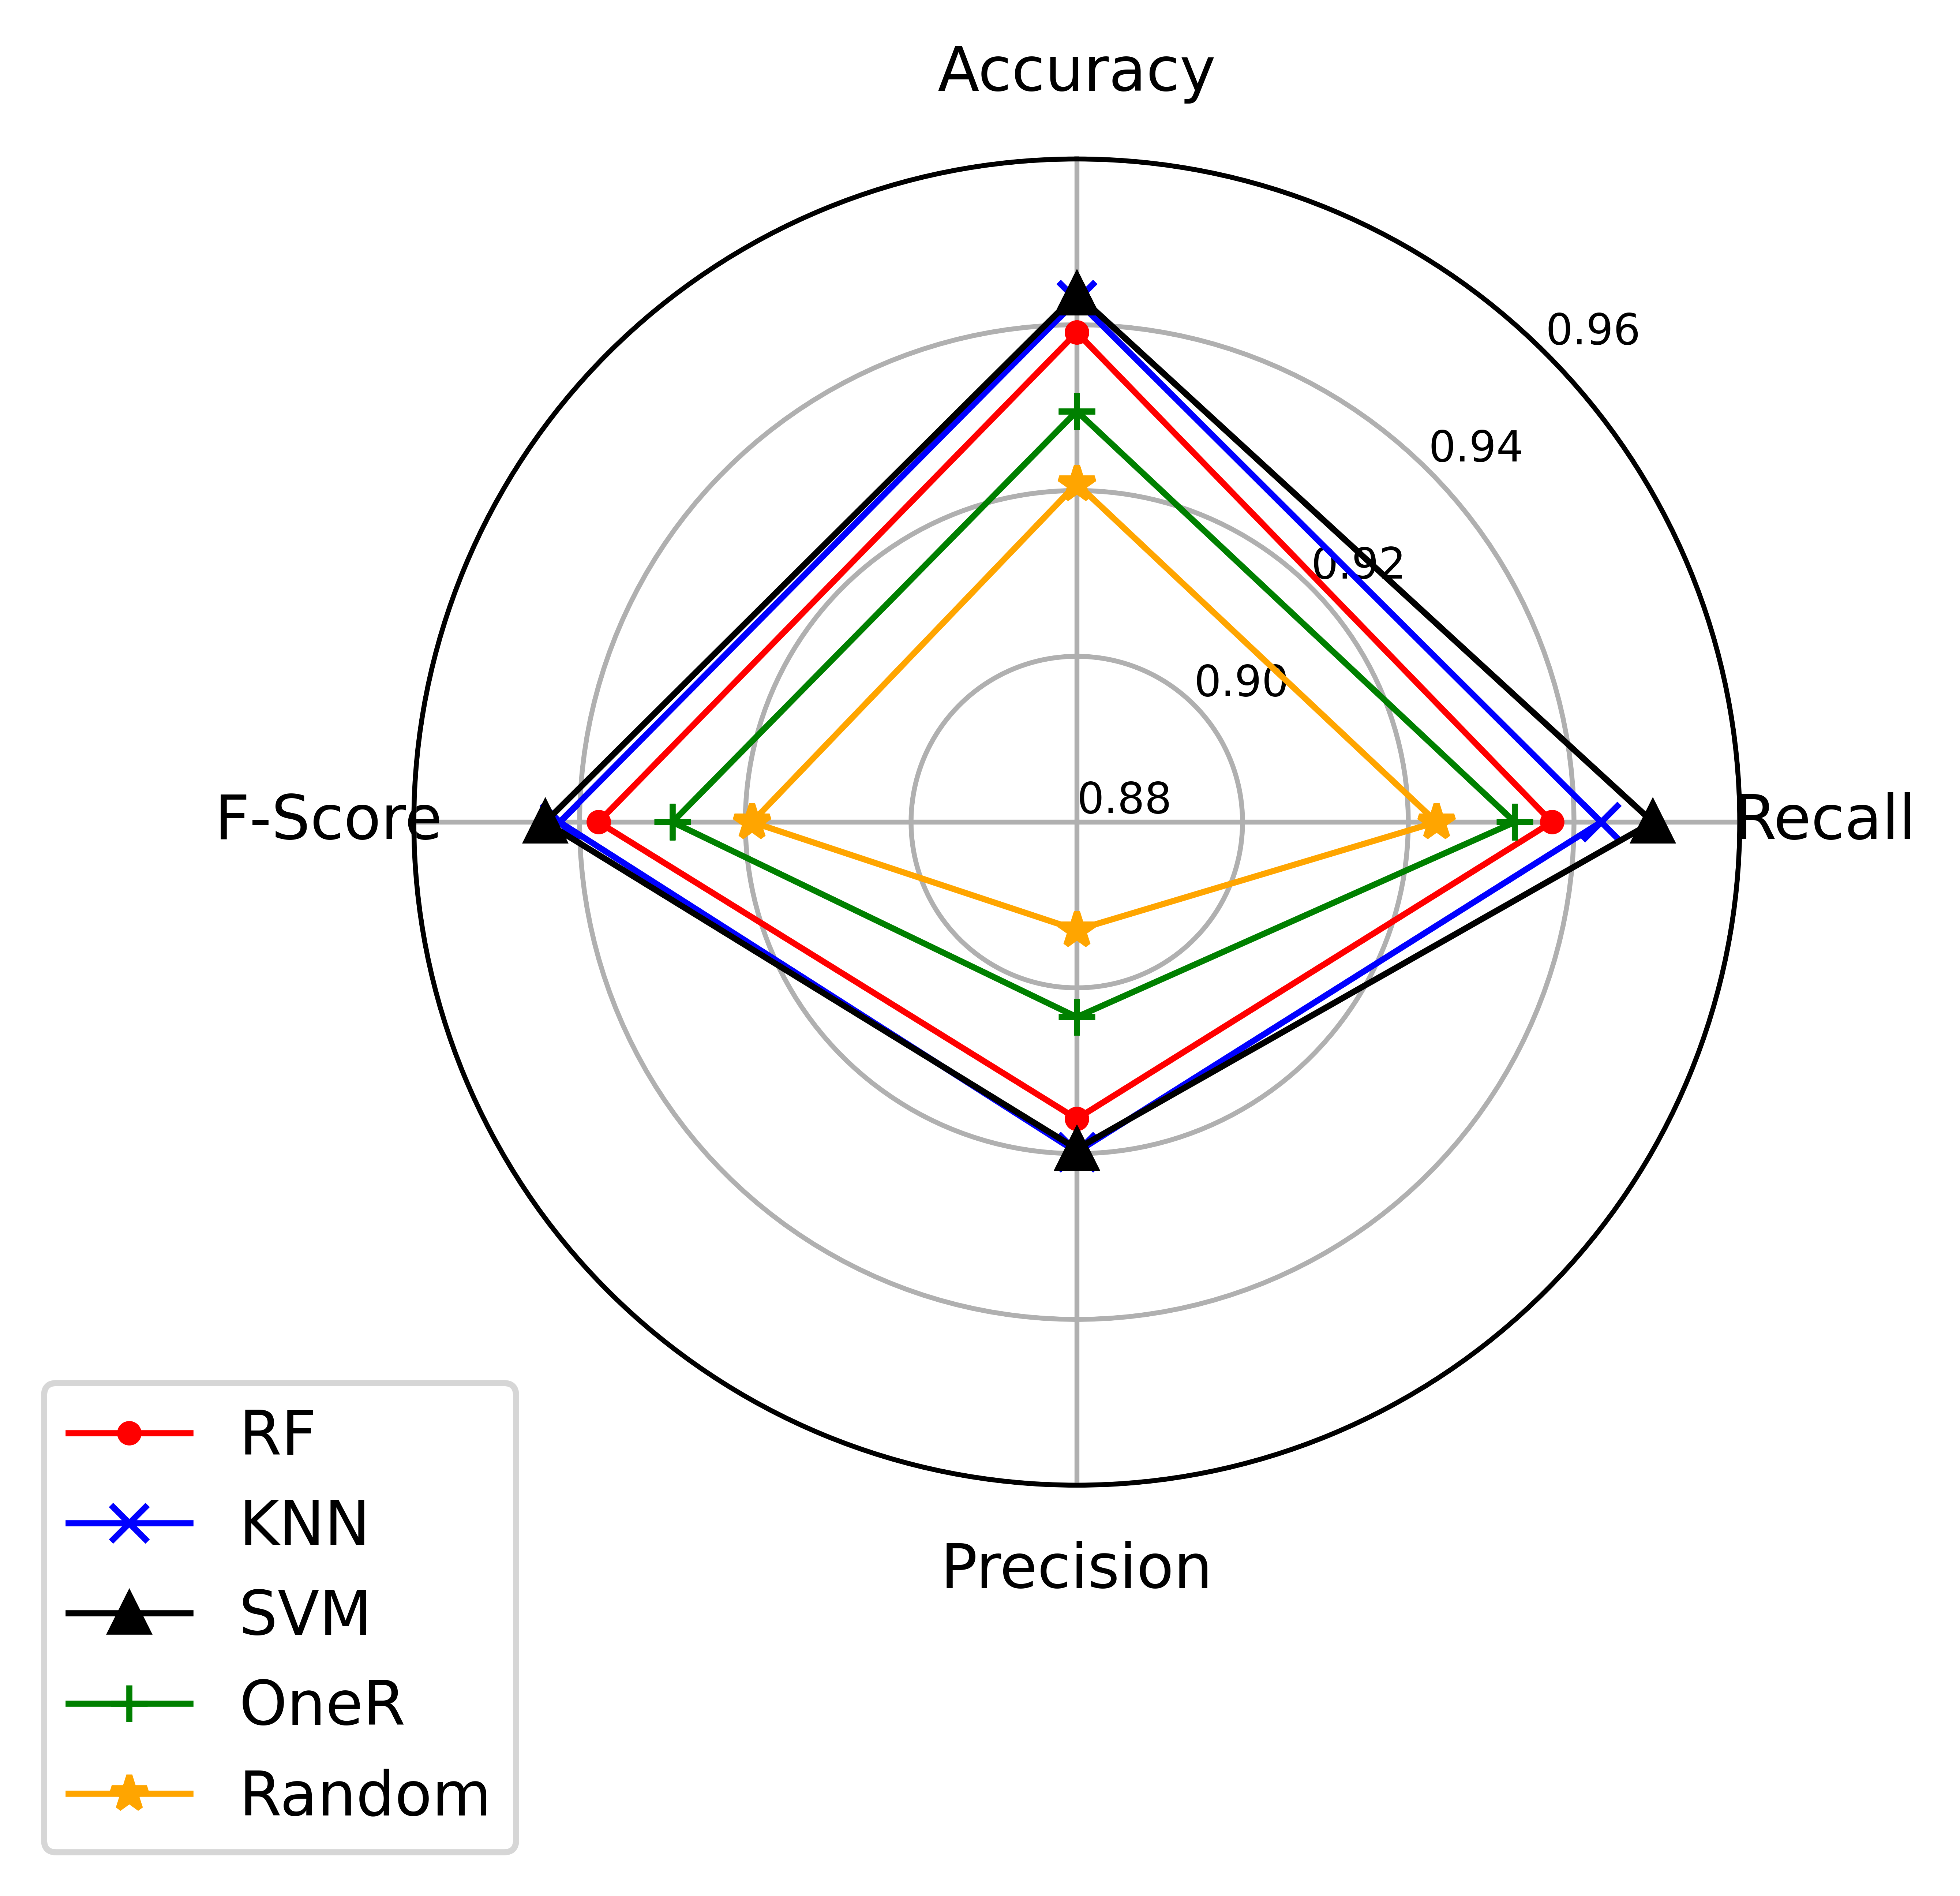 Accuracy
0.96
0.94
0.92
0.90
0.88
F-Score
Recall
Precision
RF
KNN
SVM
OneR
Random